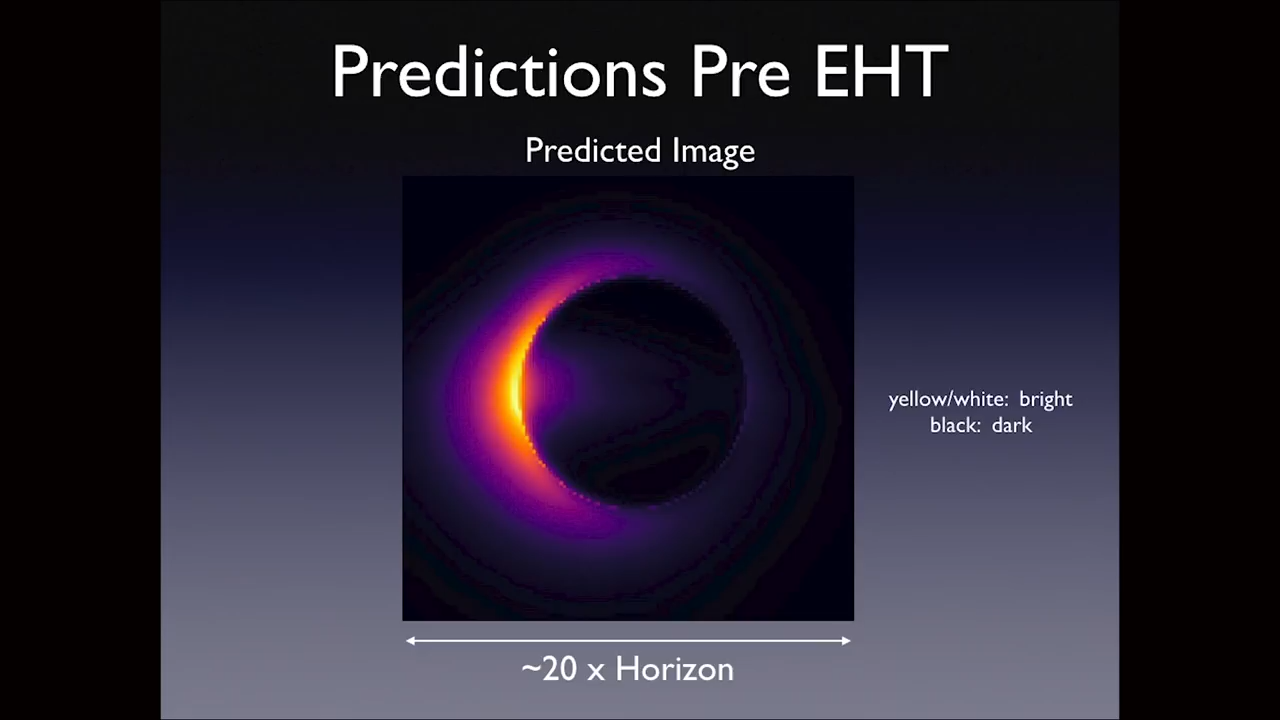 Predictions Pre EHT
Predicted Image
yellow/white: bright
black: dark
~20 x Horizon